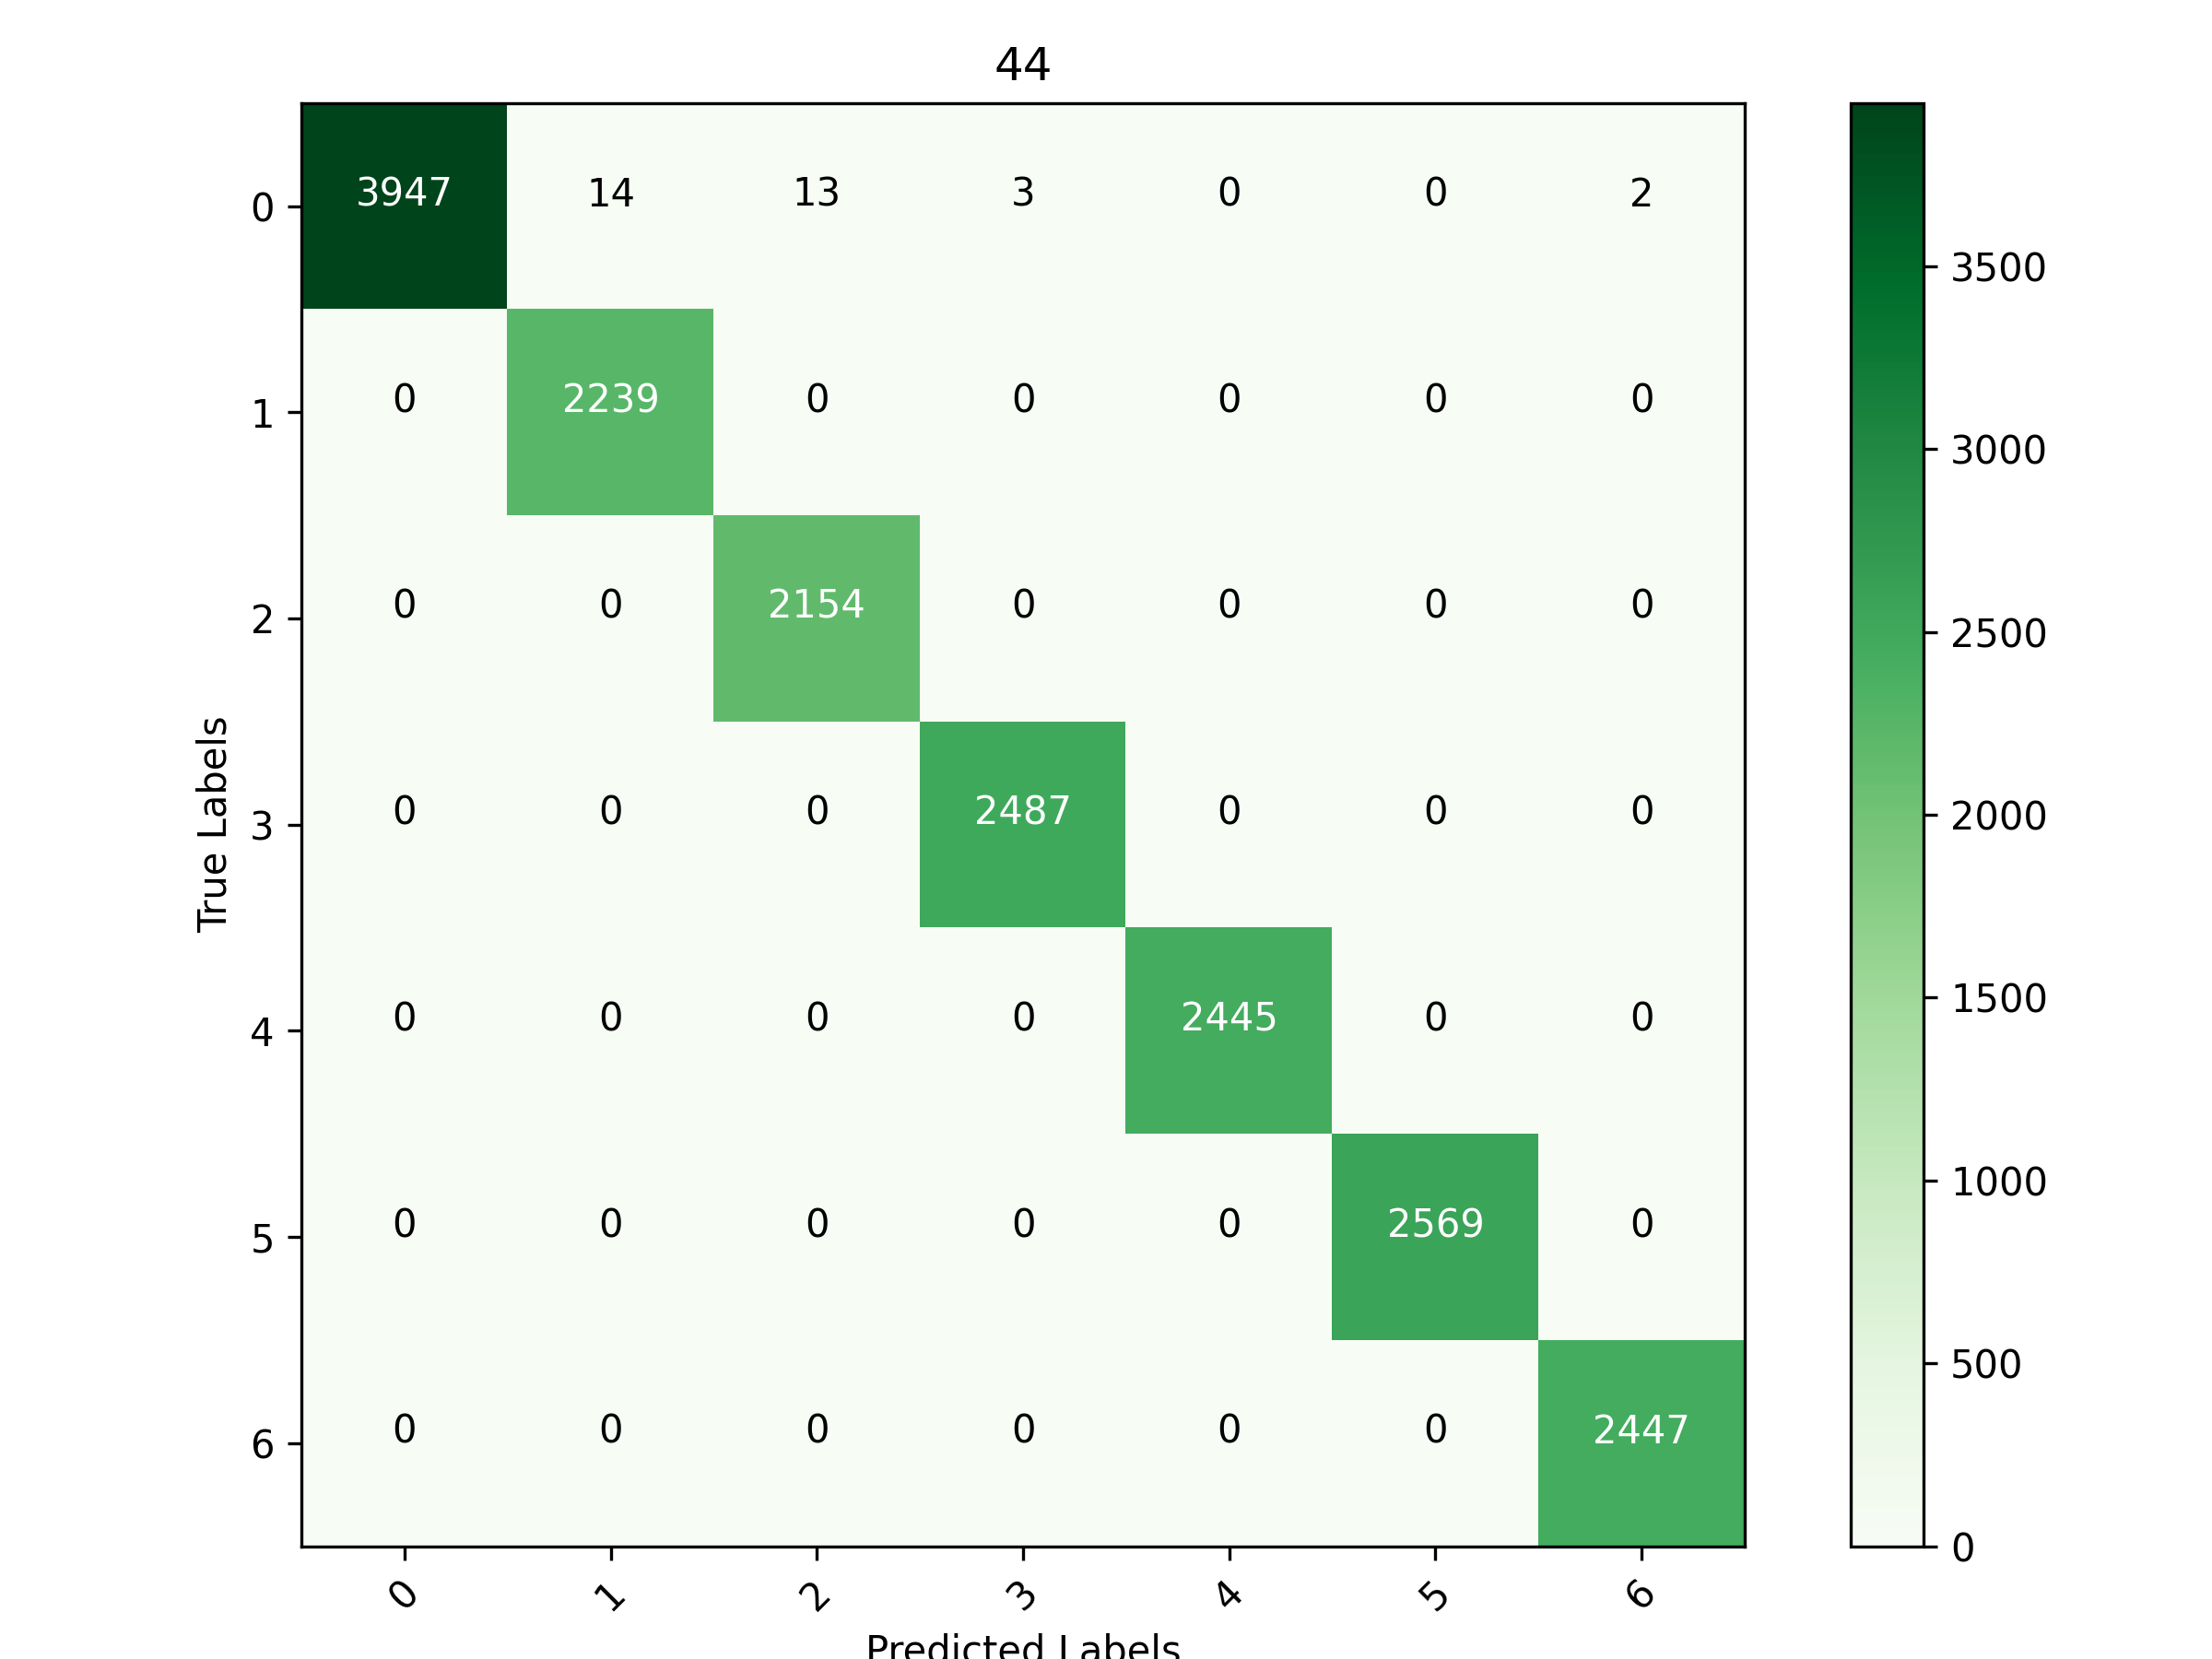 44
3947 14 13 3 0 0 2
0 2239 0 0 0 0 0
0 0 2154 0 0 0 0
0 0 0 2487 0 0 0
0 0 0 0 2445 0 0
0 0 0 0 0 2569 0
0 0 0 0 0 0 2447
0
1
2
3
4
5
6
True Labels
0 1 2 3 4 5 6
Predicted Labels
3500
3000
2500
2000
1500
1000
500
0